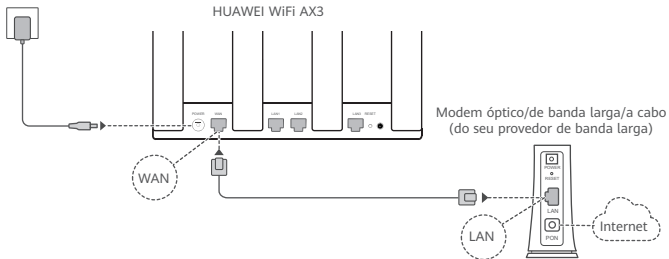 HUAWEI WiFi AX3
POWER
WAN
LAN1
LAN2
LAN3
RESET
Modem óptico/de banda larga/a cabo
(do seu provedor de banda larga)
WAN
POWER
RESET
LAN
PON
LAN
Internet